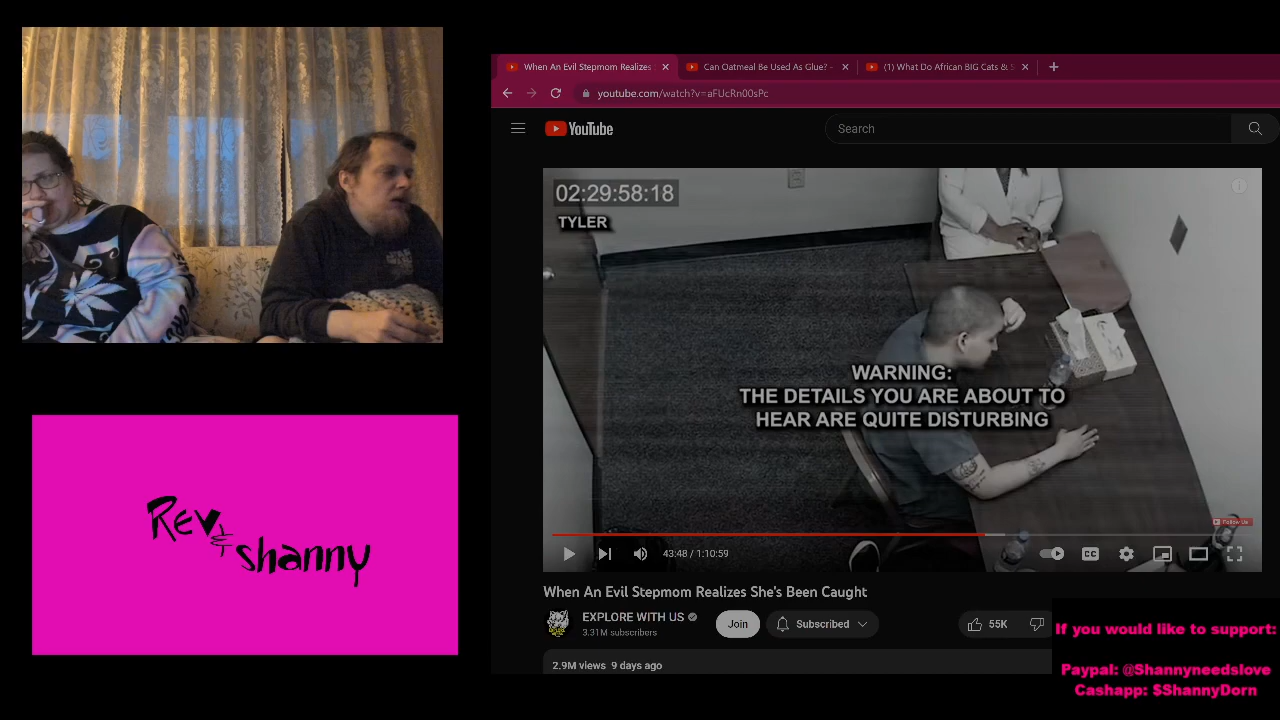 When An Evil Stepmom Realizes
Can Oatmeal Be Used As Glue? -
(1) What Do African BIG Cats &
youtube.com/watch?v=aFUcRn00sPc
YouTube
Search
02:29:58:18
TYLER
WARNING:
THE DETAILS YOU ARE ABOUT TO
HEAR ARE QUITE DISTURBING
Follow Us
43:48 / 1:10:59
CC
Rev
&
shanny
When An Evil Stepmom Realizes She's Been Caught
EXPLORE WITH US
3.31M subscribers
Join
Subscribed
55K
2.9M views 9 days ago
If you would like to support:
Paypal: @Shannyneedslove
Cashapp: $ShannyDorn